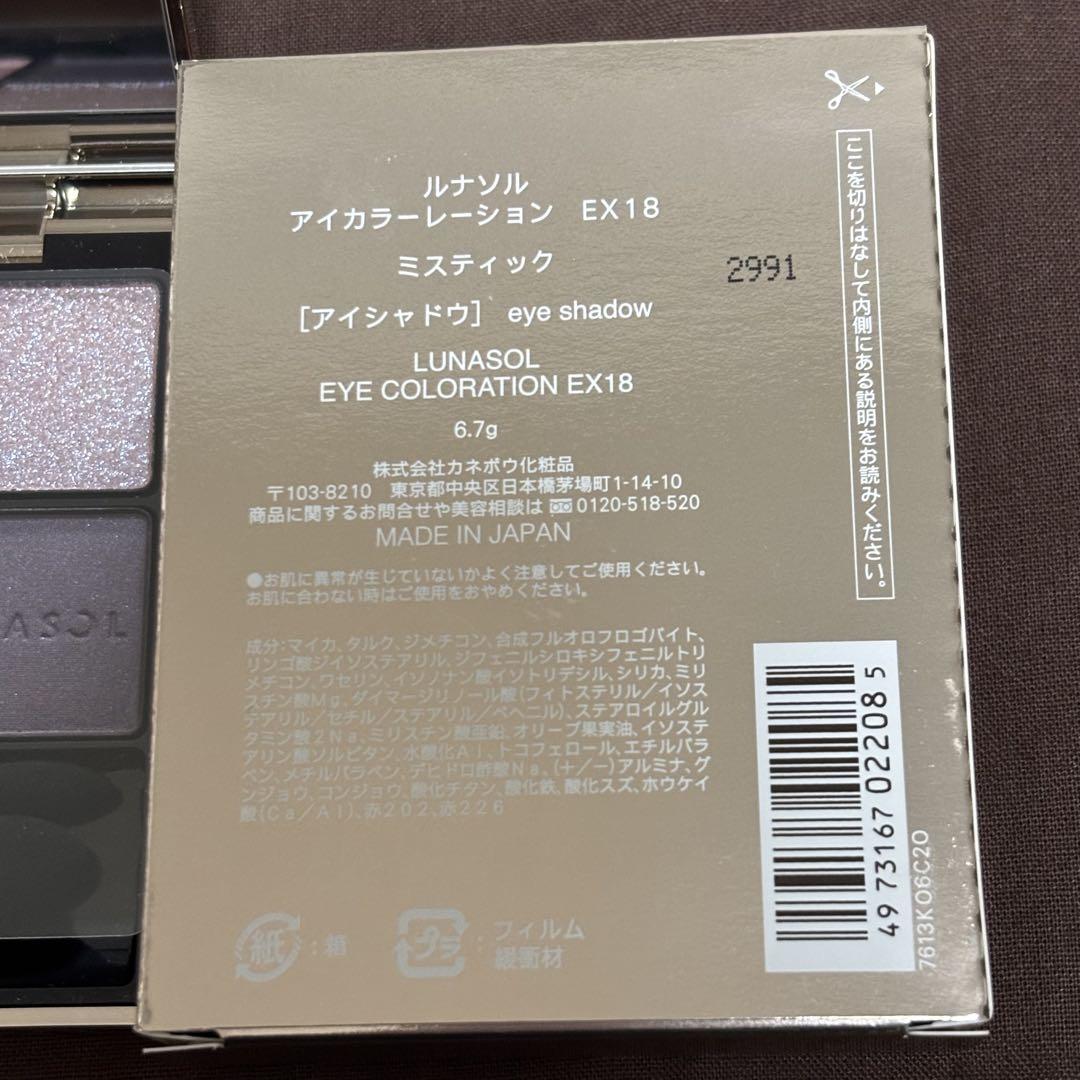 ルナソル
アイカラーレーション EX18
ミスティック
2991
［アイシャドウ］ eye shadow
LUNASOL
EYE COLORATION EX18
6.7g
株式会社カネボウ化粧品
〒103-8210 東京都中央区日本橋茅場町1-14-10
商品に関するお問合せや美容相談は 0120-518-520
MADE IN JAPAN
●お肌に異常が生じていないかよく注意してご使用ください。
お肌に合わない時はご使用をおやめください。
成分:マイカ、タルク、ジメチコン、合成フルオロフロゴパイト、
リンゴ酸ジイソステアリル、ジフェニルシロキシフェニルトリ
メチコン、ワセリン、イソノナン酸イソトリデシル、シリカ、ミリ
スチン酸Mg、ダイマージリノール酸(フィトステリル／イソス
テアリル／セチル／ステアリル／ベヘニル)、ステアロイルグル
タミン酸2Na、ミリスチン酸亜鉛、オリーブ果実油、イソステ
アリン酸ソルビタン、水酸化Al、トコフェロール、エチルパラ
ベン、メチルパラベン、デヒドロ酢酸Na、(+/-)アルミナ、グ
ンジョウ、コンジョウ、酸化チタン、酸化鉄、酸化スズ、ホウケイ
酸(Ca／Al)、赤202、赤226
紙 :箱
プラ :フィルム
緩衝材
ここを切りはなして内側にある説明をお読みください。
4973167022085
7613K06C20
ASOL